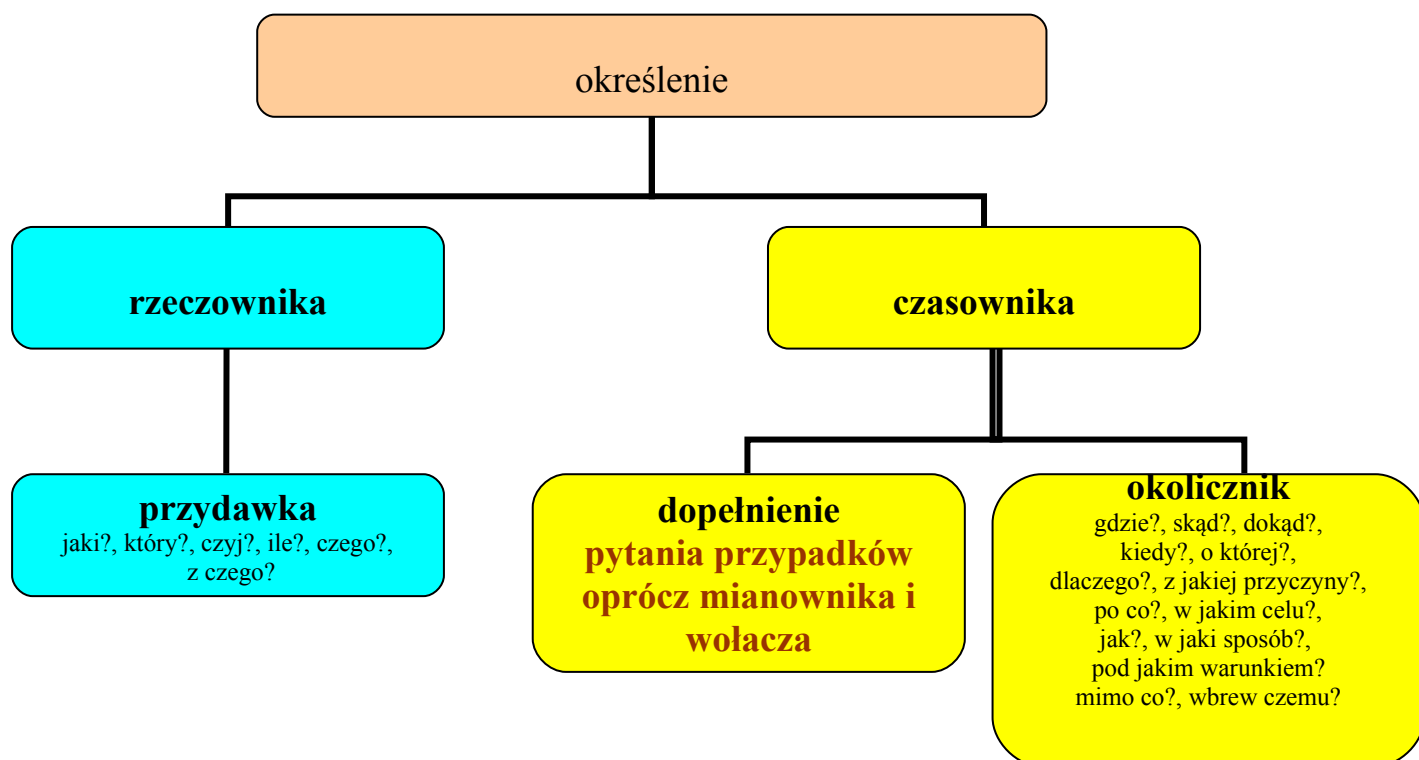 określenie
rzeczownika
czasownika
przydawka
jaki?, który?, czyj?, ile?, czego?,
z czego?
dopełnienie
pytania przypadków
oprócz mianownika i
wołacza
okolicznik
gdzie?, skąd?, dokąd?,
kiedy?, o której?,
dlaczego?, z jakiej przyczyny?,
po co?, w jakim celu?,
jak?, w jaki sposób?,
pod jakim warunkiem?
mimo co?, wbrew czemu?